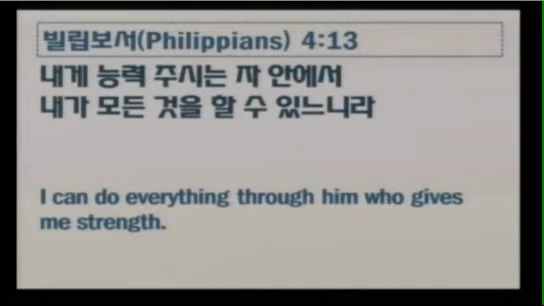 빌립보서(Philippians) 4:13
내게 능력 주시는 자 안에서
내가 모든 것을 할 수 있느니라
I can do everything through him who gives
me strength.